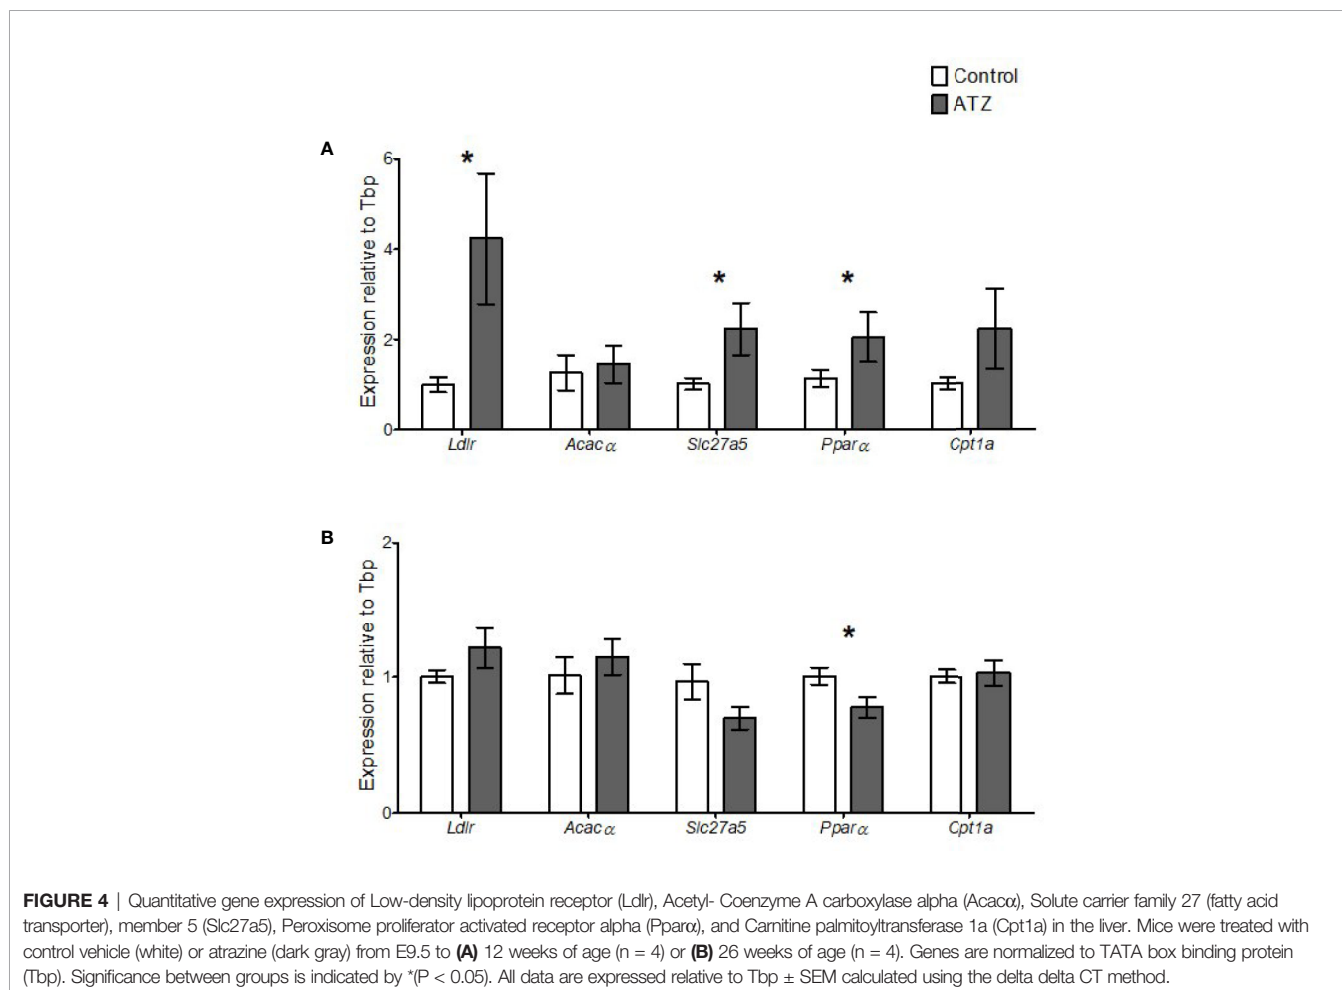 Control
ATZ
A
Expression relative to Tbp
6
4
2
0
*
*
*
Ldlr Acac α Slc27a5 Ppar α Cpt1a
B
Expression relative to Tbp
2
1
0
*
Ldlr Acac α Slc27a5 Ppar α Cpt1a
FIGURE 4 | Quantitative gene expression of Low-density lipoprotein receptor (Ldlr), Acetyl- Coenzyme A carboxylase alpha (Acacα), Solute carrier family 27 (fatty acid
transporter), member 5 (Slc27a5), Peroxisome proliferator activated receptor alpha (Pparα), and Carnitine palmitoyltransferase 1a (Cpt1a) in the liver. Mice were treated with
control vehicle (white) or atrazine (dark gray) from E9.5 to (A) 12 weeks of age (n = 4) or (B) 26 weeks of age (n = 4). Genes are normalized to TATA box binding protein
(Tbp). Significance between groups is indicated by *(P < 0.05). All data are expressed relative to Tbp ± SEM calculated using the delta delta CT method.